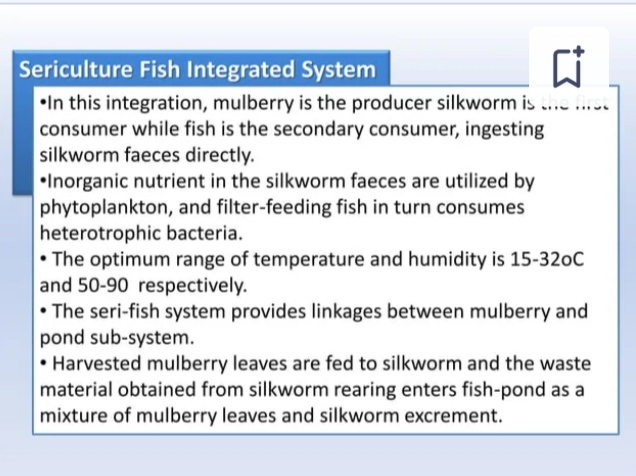 Sericulture Fish Integrated System
•In this integration, mulberry is the producer silkworm is the first
consumer while fish is the secondary consumer, ingesting
silkworm faeces directly.
•Inorganic nutrient in the silkworm faeces are utilized by
phytoplankton, and filter-feeding fish in turn consumes
heterotrophic bacteria.
• The optimum range of temperature and humidity is 15-32oC
and 50-90  respectively.
• The seri-fish system provides linkages between mulberry and
pond sub-system.
• Harvested mulberry leaves are fed to silkworm and the waste
material obtained from silkworm rearing enters fish-pond as a
mixture of mulberry leaves and silkworm excrement.